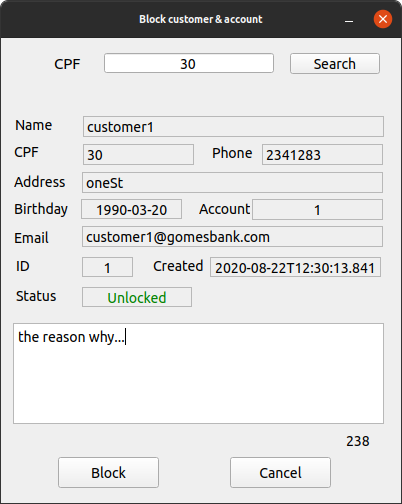 Block customer & account
CPF 30 Search
Name customer1
CPF 30 Phone 2341283
Address oneSt
Birthday 1990-03-20 Account 1
Email customer1@gomesbank.com
ID 1 Created 2020-08-22T12:30:13.841
Status Unlocked
the reason why...
238
Block Cancel